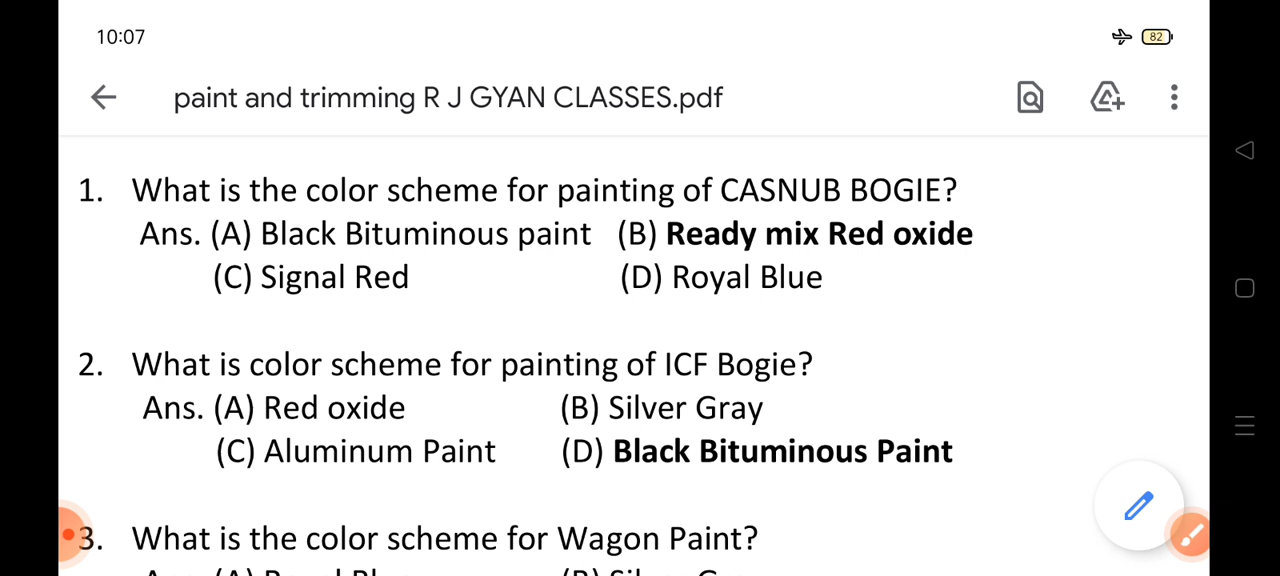 10:07
82
paint and trimming R J GYAN CLASSES.pdf
1. What is the color scheme for painting of CASNUB BOGIE?
Ans. (A) Black Bituminous paint (B) Ready mix Red oxide
(C) Signal Red (D) Royal Blue
2. What is color scheme for painting of ICF Bogie?
Ans. (A) Red oxide (B) Silver Gray
(C) Aluminum Paint (D) Black Bituminous Paint
3. What is the color scheme for Wagon Paint?